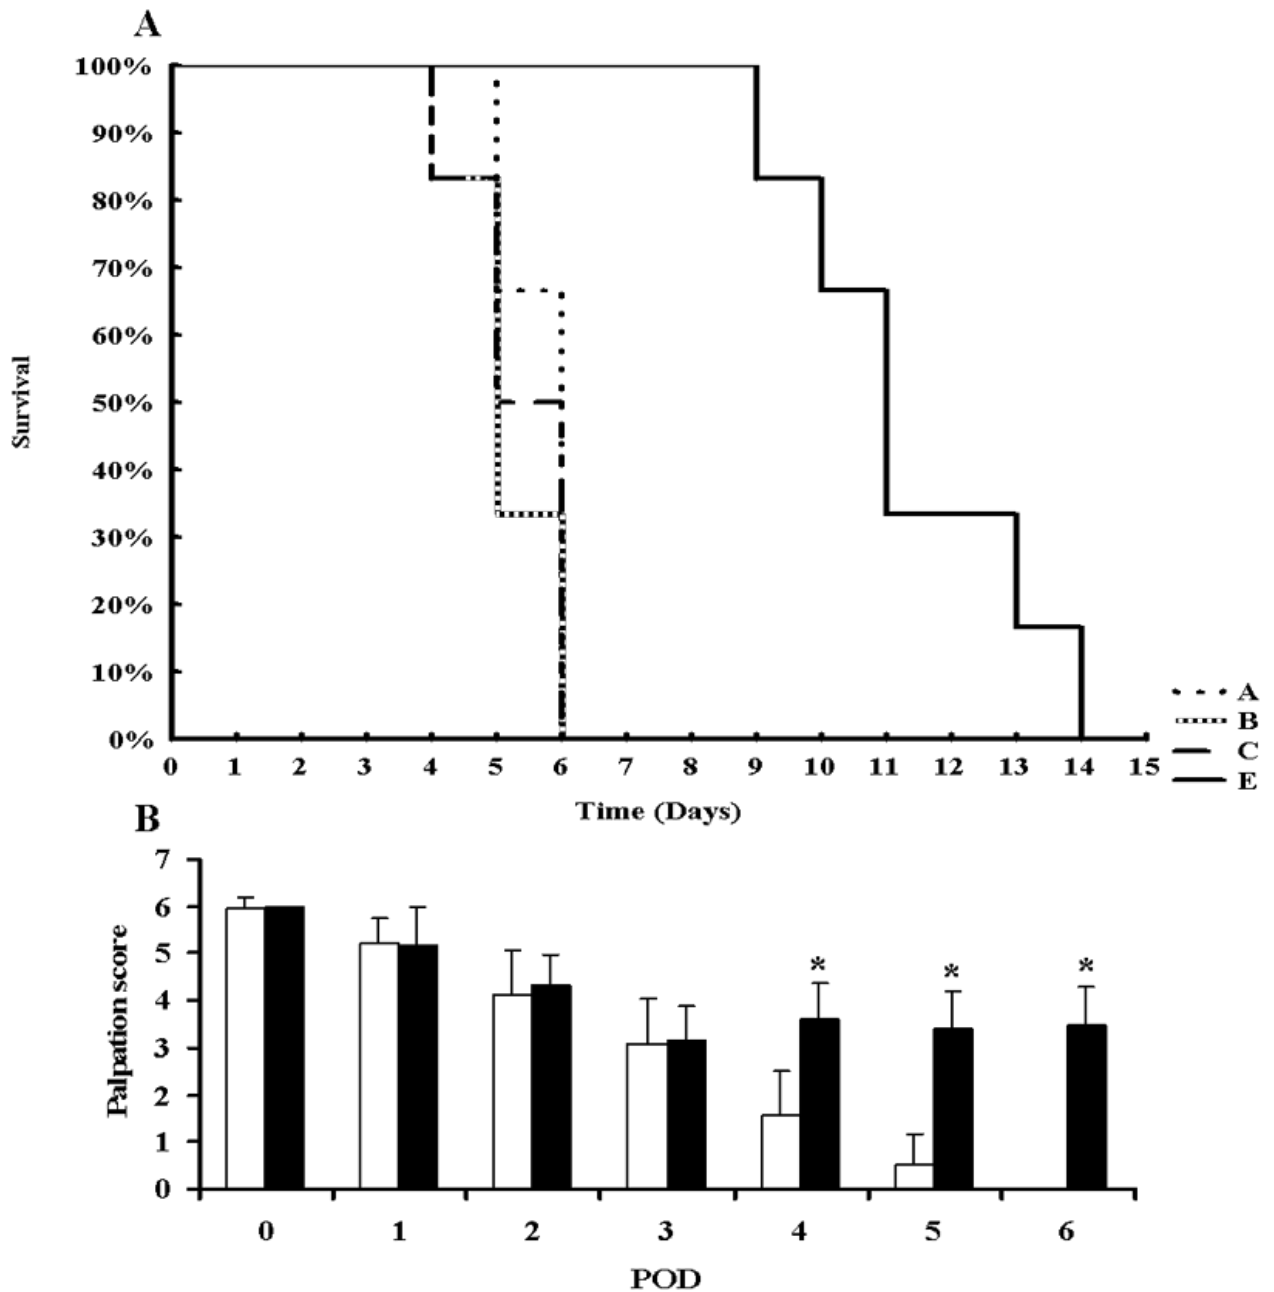 A
100%
90%
80%
70%
60%
50%
40%
30%
20%
10%
0%
Survival
0 1 2 3 4 5 6 7 8 9 10 11 12 13 14 15
Time (Days)
A
B
C
E
B
7
6
5
4
3
2
1
0
Palpation score
* * *
0 1 2 3 4 5 6
POD